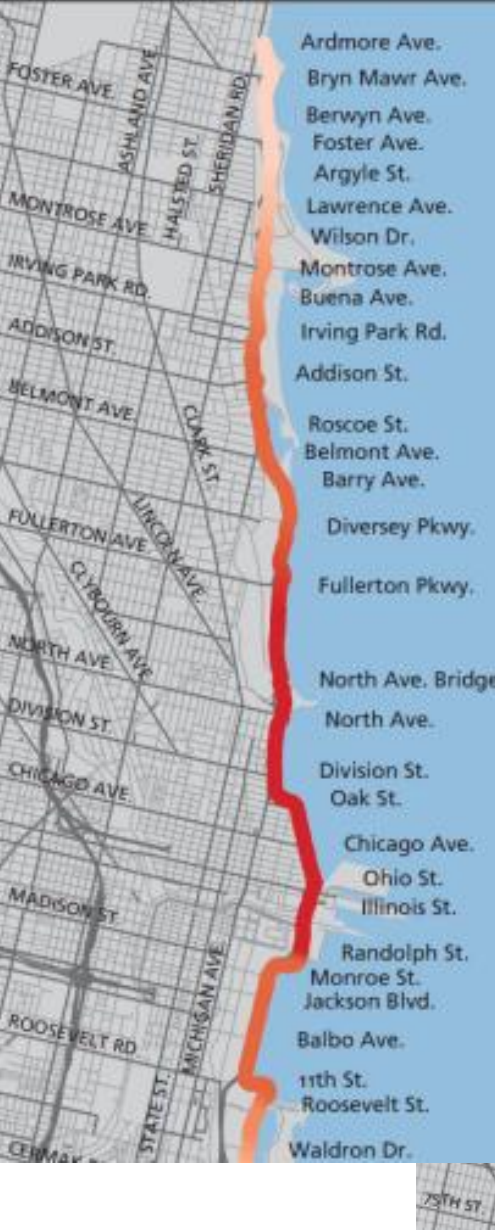 Ardmore Ave.
Bryn Mawr Ave.
Berwyn Ave.
Foster Ave.
Argyle St.
Lawrence Ave.
Wilson Dr.
Montrose Ave.
Buena Ave.
Irving Park Rd.
Addison St.
Roscoe St.
Belmont Ave.
Barry Ave.
Diversey Pkwy.
Fullerton Pkwy.
North Ave. Bridge
North Ave.
Division St.
Oak St.
Chicago Ave.
Ohio St.
Illinois St.
Randolph St.
Monroe St.
Jackson Blvd.
Balbo Ave.
11th St.
Roosevelt St.
Waldron Dr.
FOSTER AVE.
ASHLAND AVE
HALSTED ST.
SHERIDAN RD.
MONTROSE AVE
IRVING PARK RD.
ADDISON ST.
BELMONT AVE
CLARK ST.
LINCOLN AVE.
FULLERTON AVE
CLYBOURN AVE
NORTH AVE
DIVISION ST.
CHICAGO AVE.
MADISON ST
MICHIGAN AVE.
ROOSEVELT RD
STATE ST.
75TH ST.